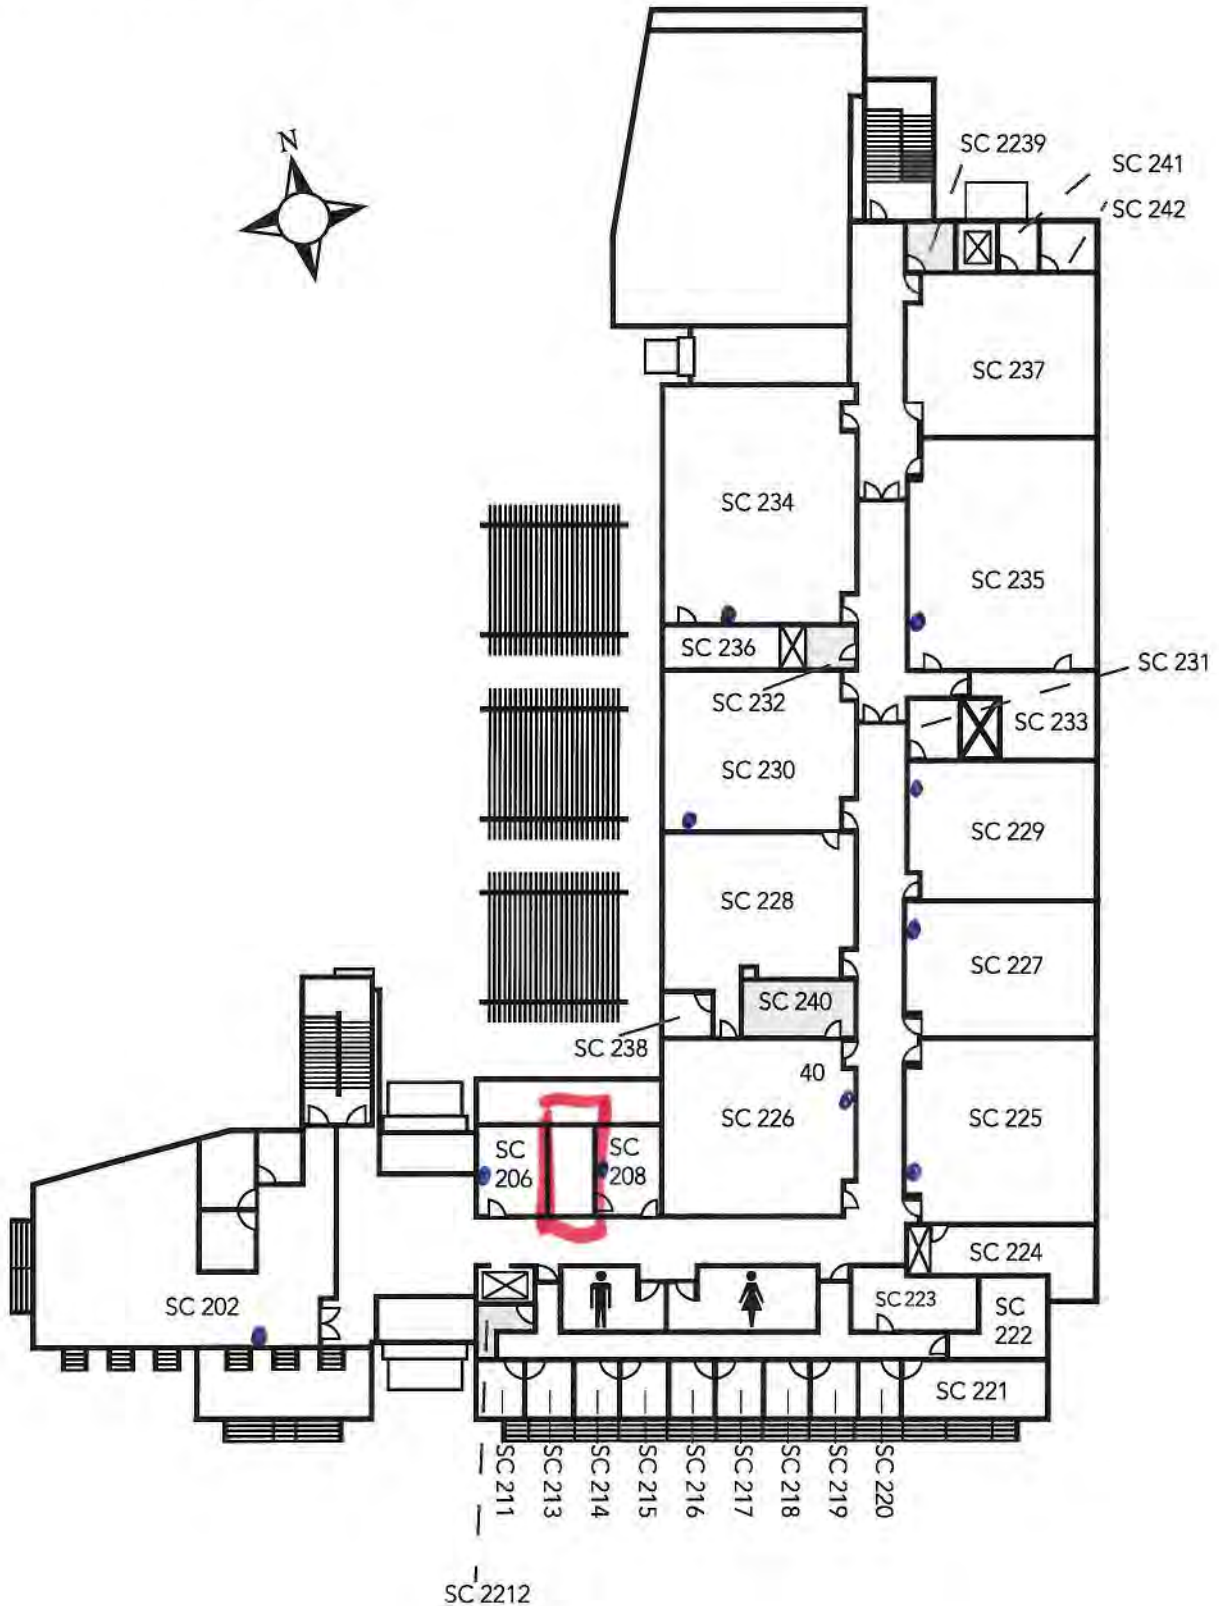 N
SC 2239
SC 241
SC 242
SC 237
SC 234
SC 235
SC 236
SC 231
SC 232
SC 233
SC 230
SC 229
SC 228
SC 227
SC 240
SC 238
40
SC 226
SC 225
SC
206
SC
208
SC 224
SC 202
SC 223
SC
222
SC 221
SC 211
SC 213
SC 214
SC 215
SC 216
SC 217
SC 218
SC 219
SC 220
SC 2212